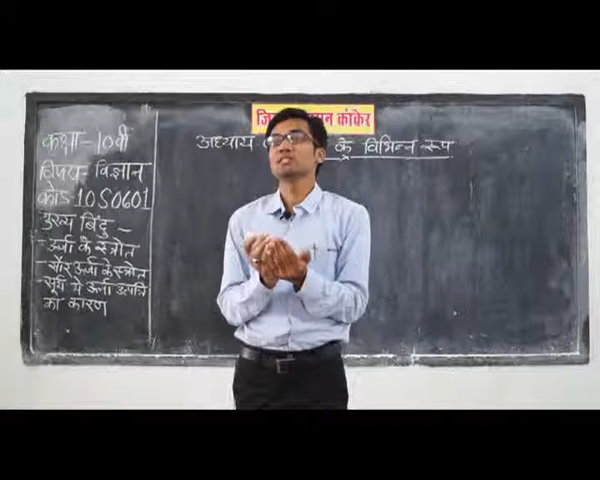 कांकेर
अध्याय के विभिन्न रूप
कक्षा - 10वीं
विषय - विज्ञान
कोड 10S0601
मुख्य बिंदु -
- ऊर्जा के स्त्रोत
- सौर ऊर्जा के स्त्रोत
- सूर्य में ऊर्जा उत्पत्ति
का कारण